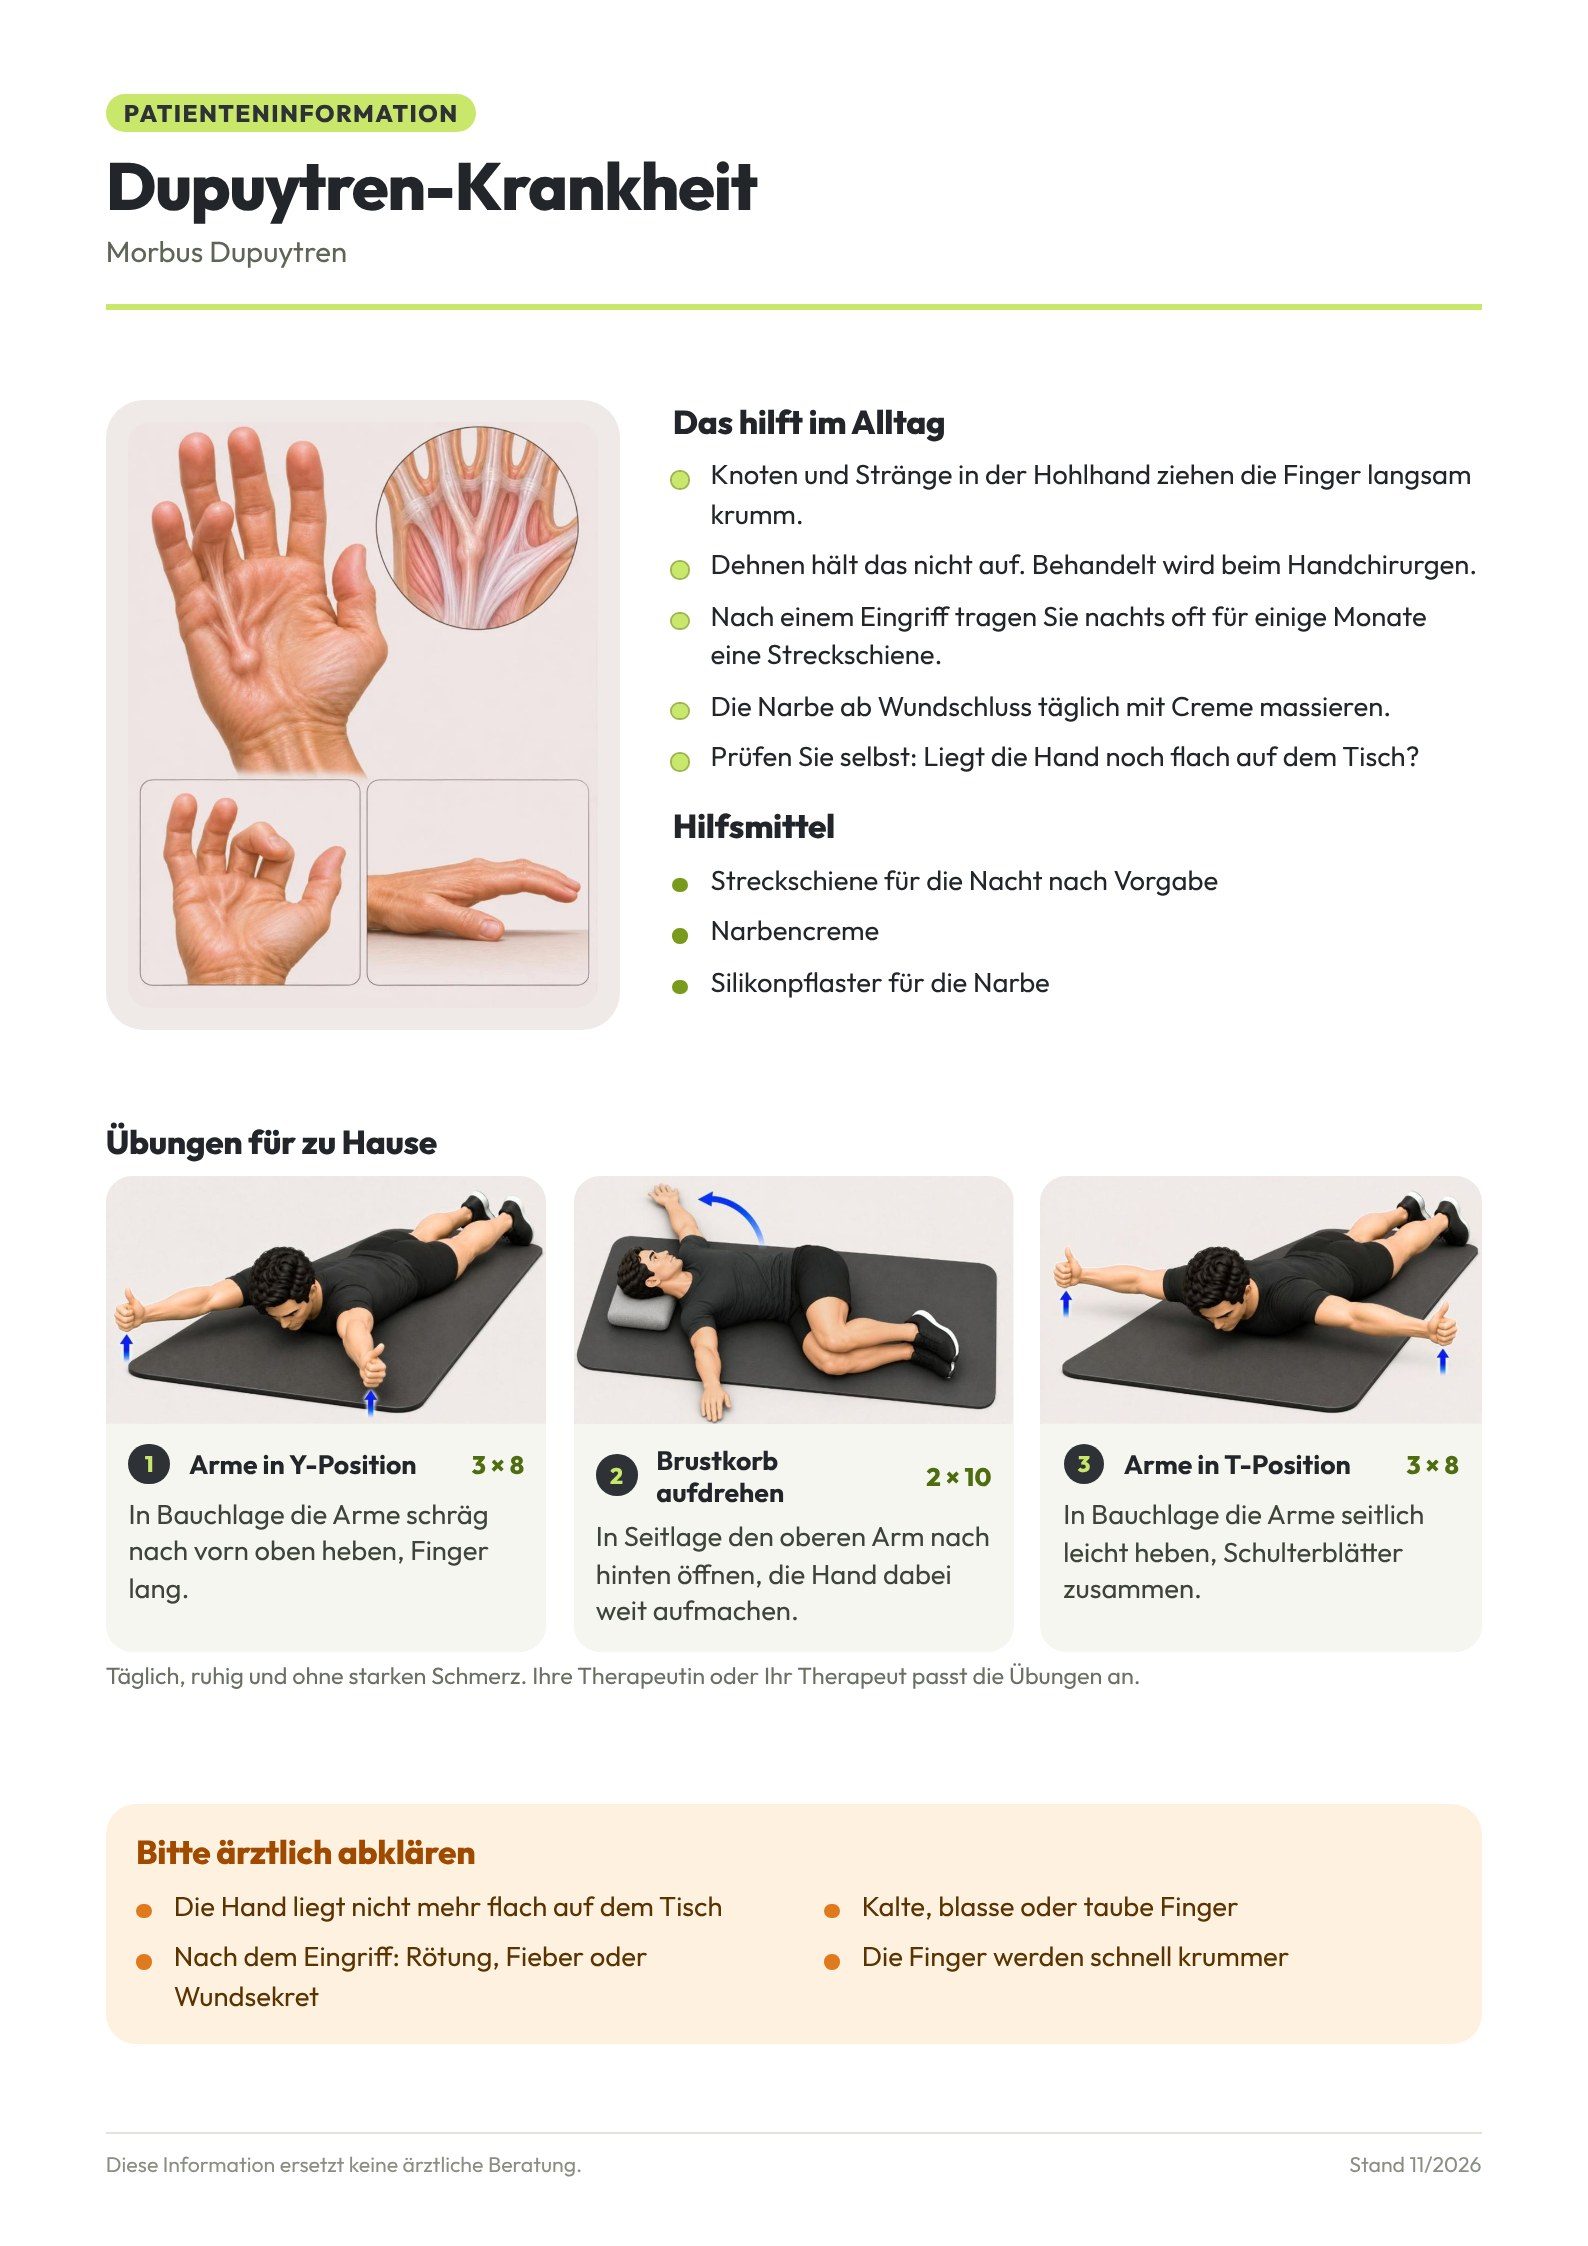 PATIENTENINFORMATION
Dupuytren-Krankheit
Morbus Dupuytren
Das hilft im Alltag
Knoten und Stränge in der Hohlhand ziehen die Finger langsam
krumm.
Dehnen hält das nicht auf. Behandelt wird beim Handchirurgen.
Nach einem Eingriff tragen Sie nachts oft für einige Monate
eine Streckschiene.
Die Narbe ab Wundschluss täglich mit Creme massieren.
Prüfen Sie selbst: Liegt die Hand noch flach auf dem Tisch?
Hilfsmittel
Streckschiene für die Nacht nach Vorgabe
Narbencreme
Silikonpflaster für die Narbe
Übungen für zu Hause
1 Arme in Y-Position 3 × 8
In Bauchlage die Arme schräg
nach vorn oben heben, Finger
lang.
2 Brustkorb
aufdrehen 2 × 10
In Seitlage den oberen Arm nach
hinten öffnen, die Hand dabei
weit aufmachen.
3 Arme in T-Position 3 × 8
In Bauchlage die Arme seitlich
leicht heben, Schulterblätter
zusammen.
Täglich, ruhig und ohne starken Schmerz. Ihre Therapeutin oder Ihr Therapeut passt die Übungen an.
Bitte ärztlich abklären
Die Hand liegt nicht mehr flach auf dem Tisch
Nach dem Eingriff: Rötung, Fieber oder
Wundsekret
Kalte, blasse oder taube Finger
Die Finger werden schnell krummer
Diese Information ersetzt keine ärztliche Beratung.
Stand 11/2026